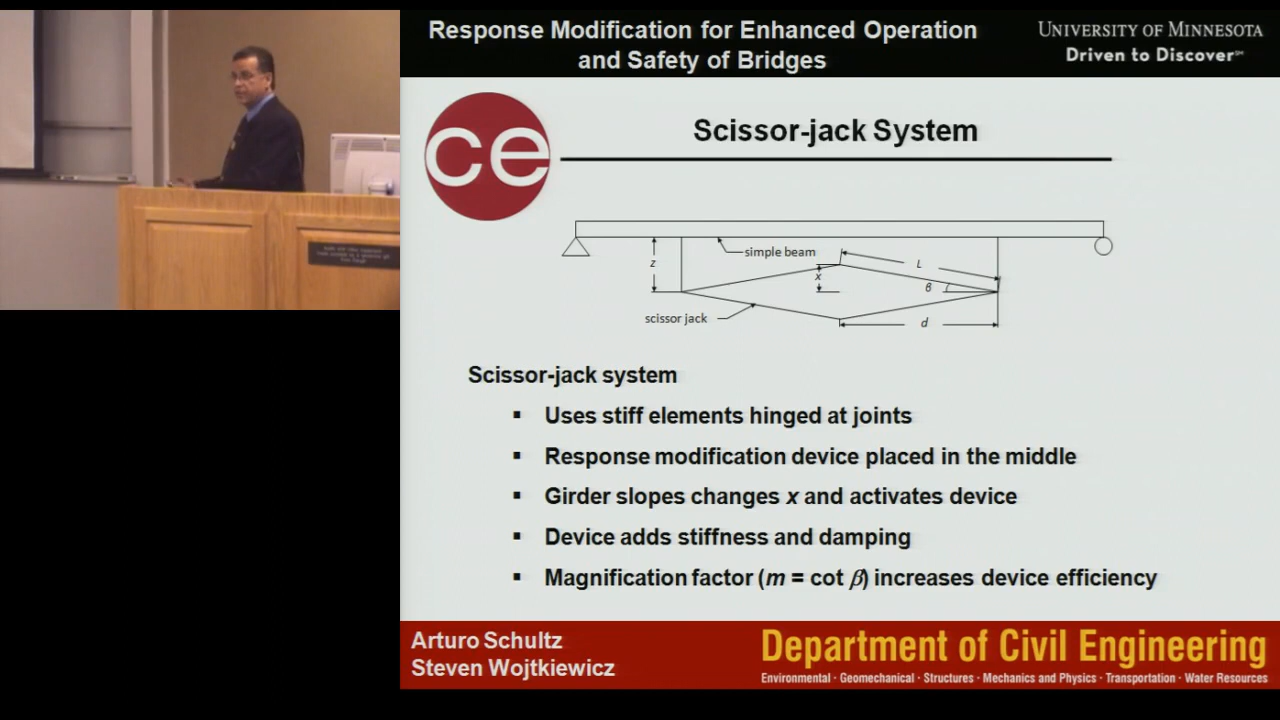 Response Modification for Enhanced Operation
and Safety of Bridges
UNIVERSITY OF MINNESOTA
Driven to Discover℠
ce
Scissor-jack System
simple beam
z
x
L
β
scissor jack
d
Scissor-jack system
▪ Uses stiff elements hinged at joints
▪ Response modification device placed in the middle
▪ Girder slopes changes x and activates device
▪ Device adds stiffness and damping
▪ Magnification factor (m = cot β) increases device efficiency
Arturo Schultz
Steven Wojtkiewicz
Department of Civil Engineering
Environmental · Geomechanical · Structures · Mechanics and Physics · Transportation · Water Resources